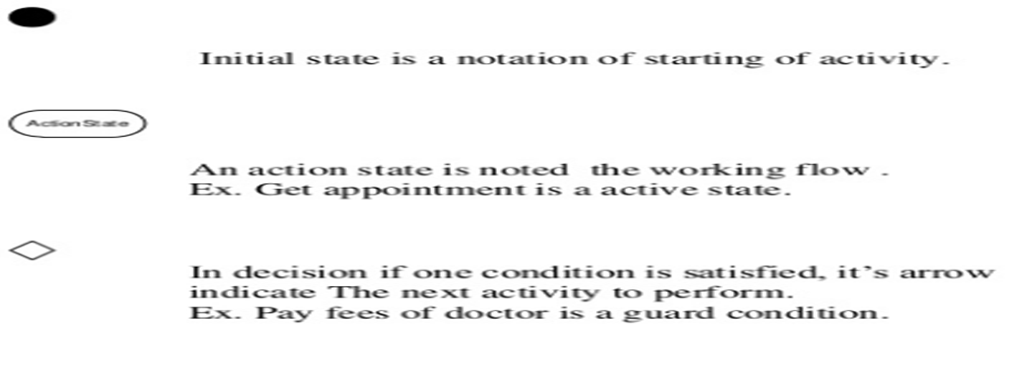 Initial state is a notation of starting of activity.
Action State
An action state is noted the working flow .
Ex. Get appointment is a active state.
In decision if one condition is satisfied, it's arrow
indicate The next activity to perform.
Ex. Pay fees of doctor is a guard condition.